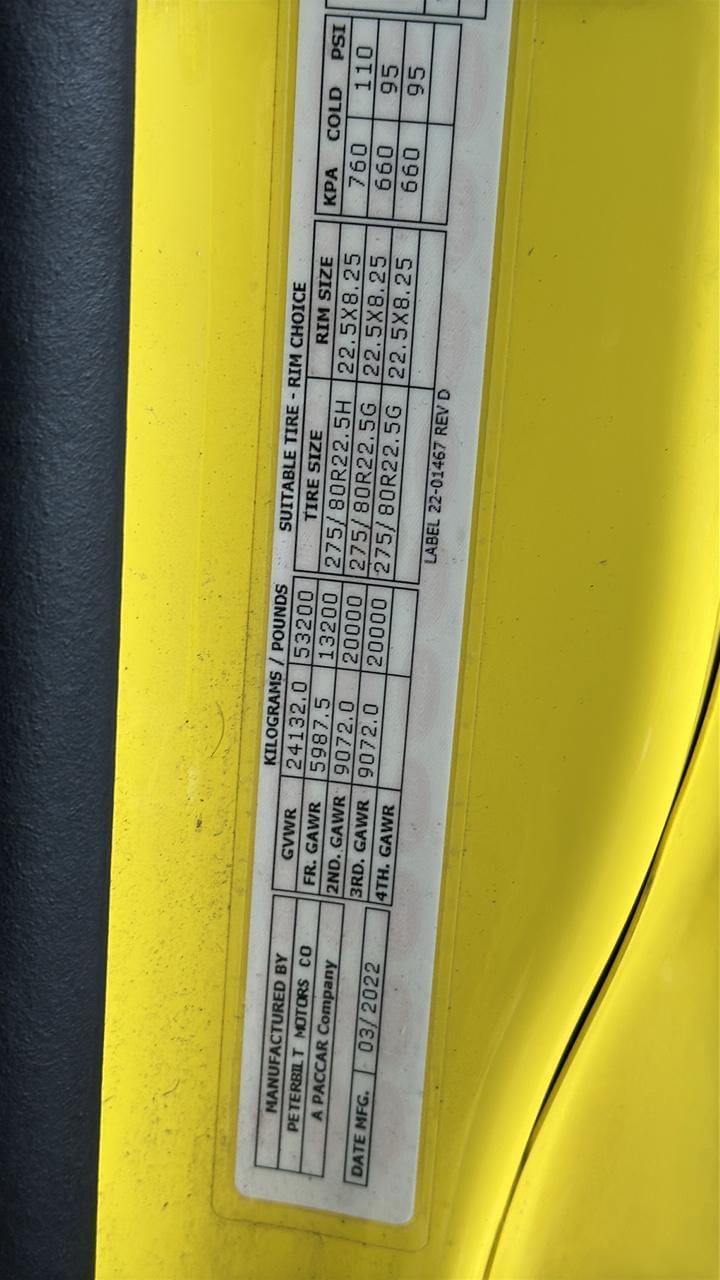 MANUFACTURED BY
PETERBILT MOTORS CO
A PACCAR Company
DATE MFG. 03/2022
KILOGRAMS / POUNDS
GVWR 24132.0 53200
FR. GAWR 5987.5 13200
2ND. GAWR 9072.0 20000
3RD. GAWR 9072.0 20000
4TH. GAWR
SUITABLE TIRE - RIM CHOICE
TIRE SIZE RIM SIZE
275/80R22.5H 22.5X8.25
275/80R22.5G 22.5X8.25
275/80R22.5G 22.5X8.25
LABEL 22-01467 REV D
KPA COLD PSI
760 110
660 95
660 95